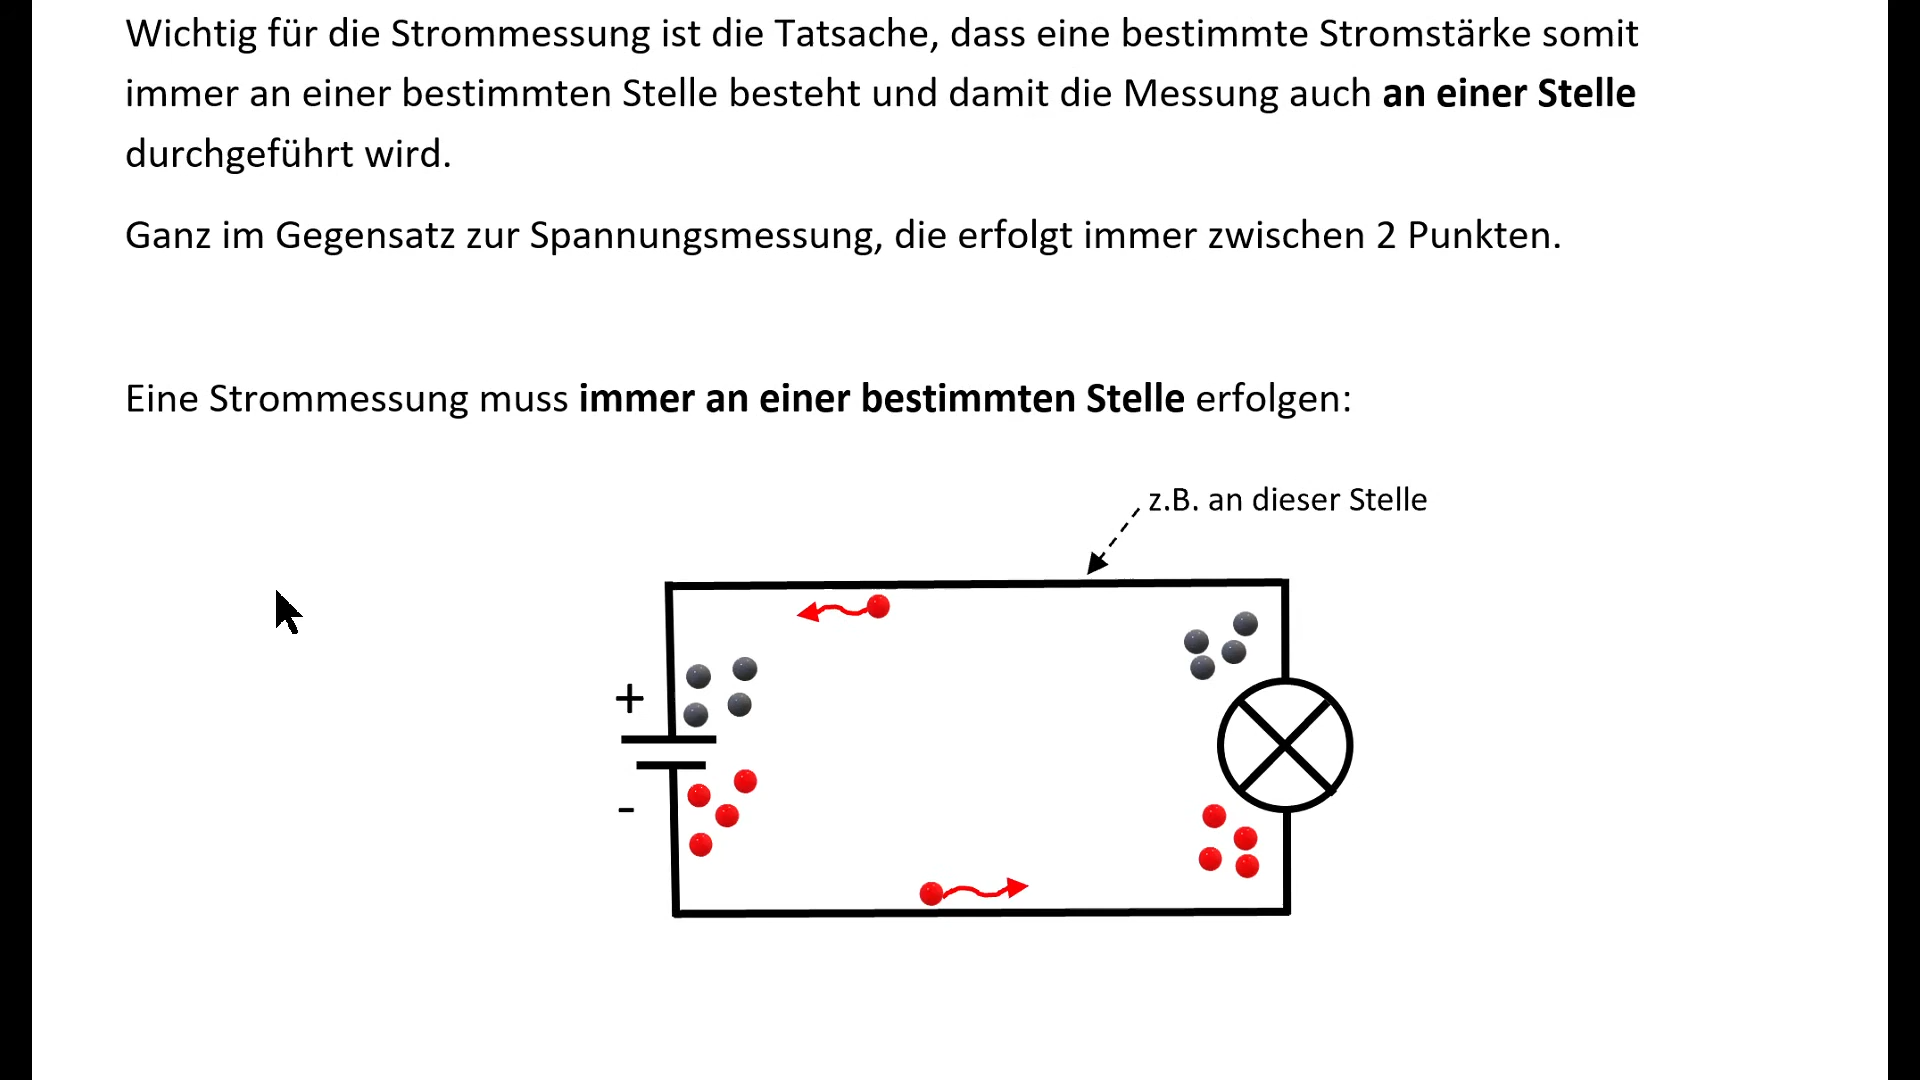 Wichtig für die Strommessung ist die Tatsache, dass eine bestimmte Stromstärke somit
immer an einer bestimmten Stelle besteht und damit die Messung auch an einer Stelle
durchgeführt wird.
Ganz im Gegensatz zur Spannungsmessung, die erfolgt immer zwischen 2 Punkten.
Eine Strommessung muss immer an einer bestimmten Stelle erfolgen:
z.B. an dieser Stelle
+
-